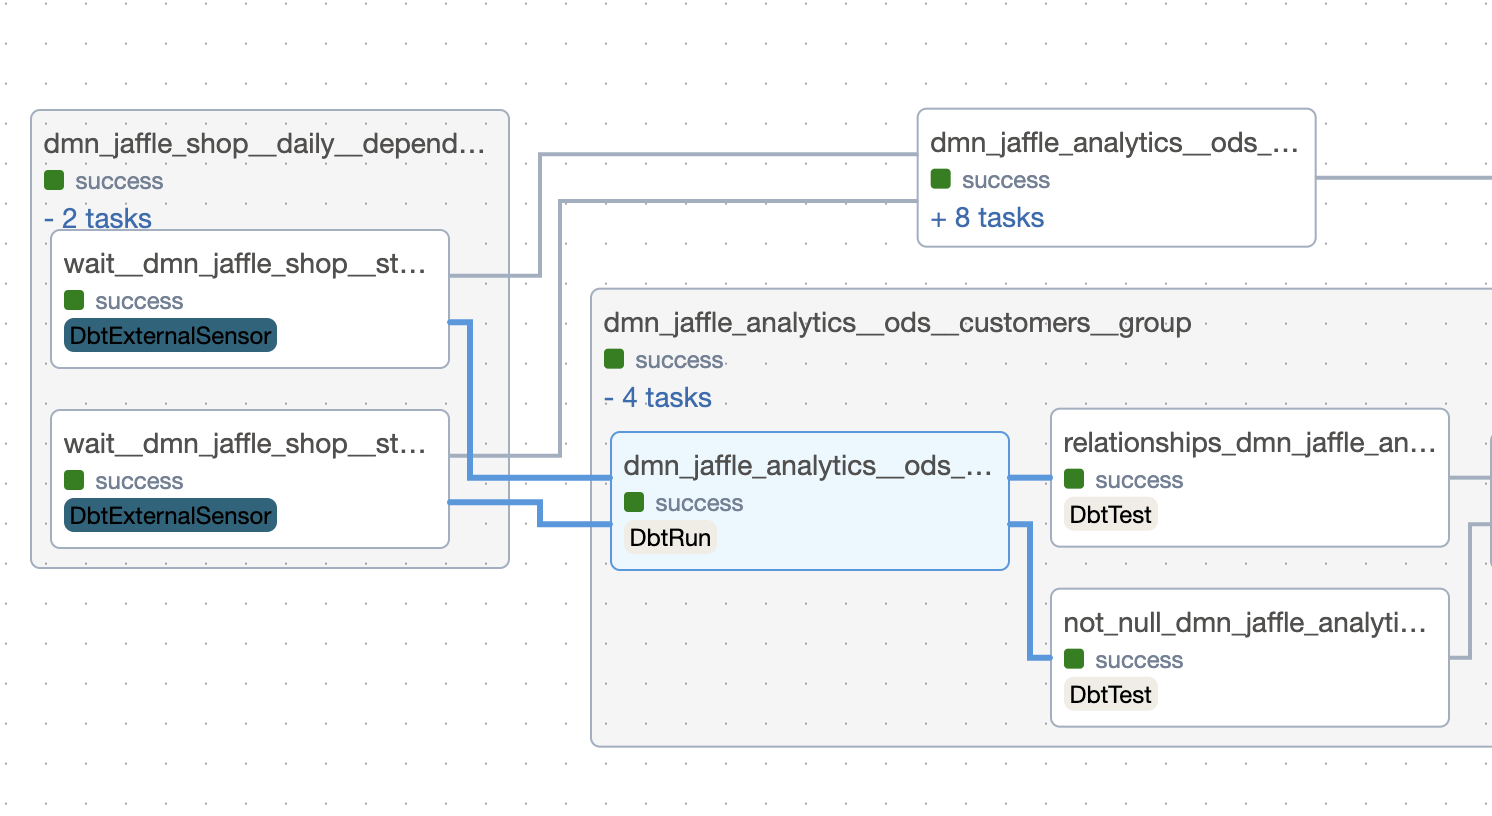 dmn_jaffle_shop__daily__depend...
success
- 2 tasks
wait__dmn_jaffle_shop__st...
success
DbtExternalSensor
wait__dmn_jaffle_shop__st...
success
DbtExternalSensor
dmn_jaffle_analytics__ods_...
success
+ 8 tasks
dmn_jaffle_analytics__ods__customers__group
success
- 4 tasks
dmn_jaffle_analytics__ods_...
success
DbtRun
relationships_dmn_jaffle_an...
success
DbtTest
not_null_dmn_jaffle_analyti...
success
DbtTest